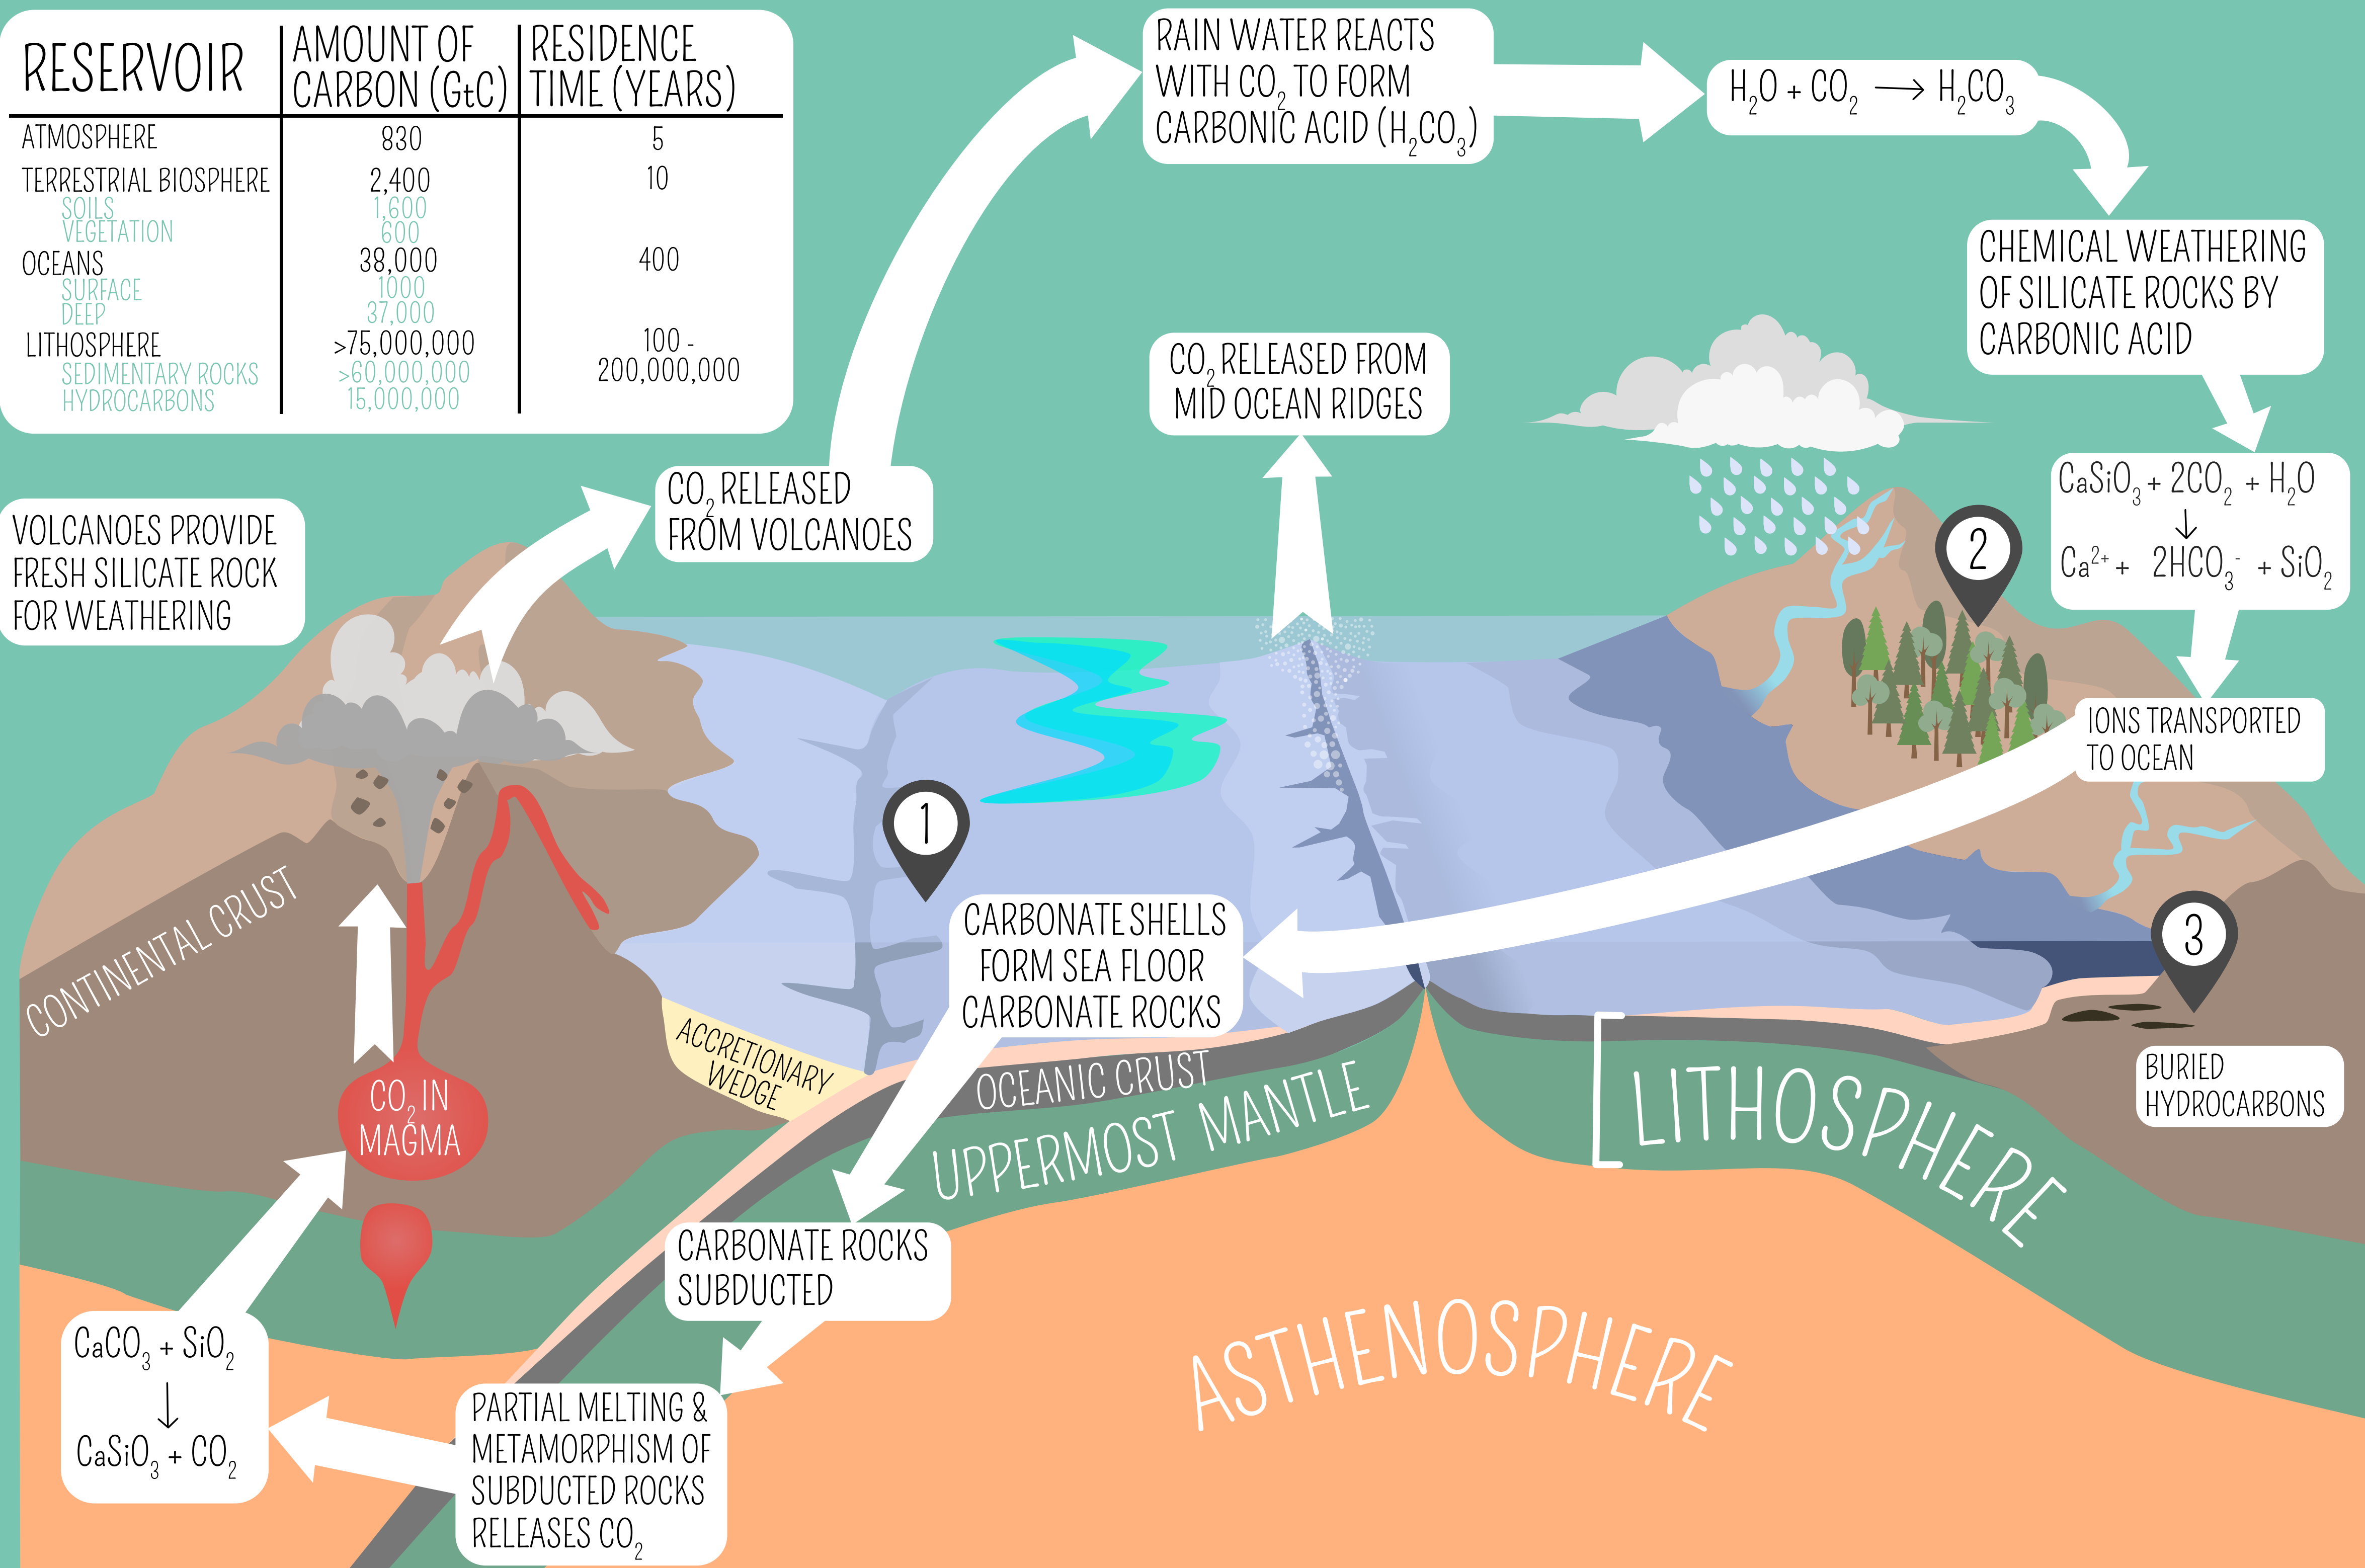 RESERVOIR
AMOUNT OF
CARBON (GtC)
RESIDENCE
TIME (YEARS)
ATMOSPHERE 830 5
TERRESTRIAL BIOSPHERE 2,400 10
SOILS 1,600
VEGETATION 600
OCEANS 38,000 400
SURFACE 1000
DEEP 37,000
LITHOSPHERE >75,000,000 100 -
200,000,000
SEDIMENTARY ROCKS >60,000,000
HYDROCARBONS 15,000,000
RAIN WATER REACTS
WITH CO₂ TO FORM
CARBONIC ACID (H₂CO₃)
H₂O + CO₂ → H₂CO₃
CHEMICAL WEATHERING
OF SILICATE ROCKS BY
CARBONIC ACID
CaSiO₃ + 2CO₂ + H₂O
↓
Ca²⁺ + 2HCO₃⁻ + SiO₂
IONS TRANSPORTED
TO OCEAN
CO₂ RELEASED FROM
MID OCEAN RIDGES
CO₂ RELEASED
FROM VOLCANOES
VOLCANOES PROVIDE
FRESH SILICATE ROCK
FOR WEATHERING
1
2
3
CARBONATE SHELLS
FORM SEA FLOOR
CARBONATE ROCKS
CONTINENTAL CRUST
ACCRETIONARY
WEDGE
OCEANIC CRUST
UPPERMOST MANTLE
LITHOSPHERE
BURIED
HYDROCARBONS
CO₂ IN
MAGMA
CARBONATE ROCKS
SUBDUCTED
ASTHENOSPHERE
CaCO₃ + SiO₂
↓
CaSiO₃ + CO₂
PARTIAL MELTING &
METAMORPHISM OF
SUBDUCTED ROCKS
RELEASES CO₂